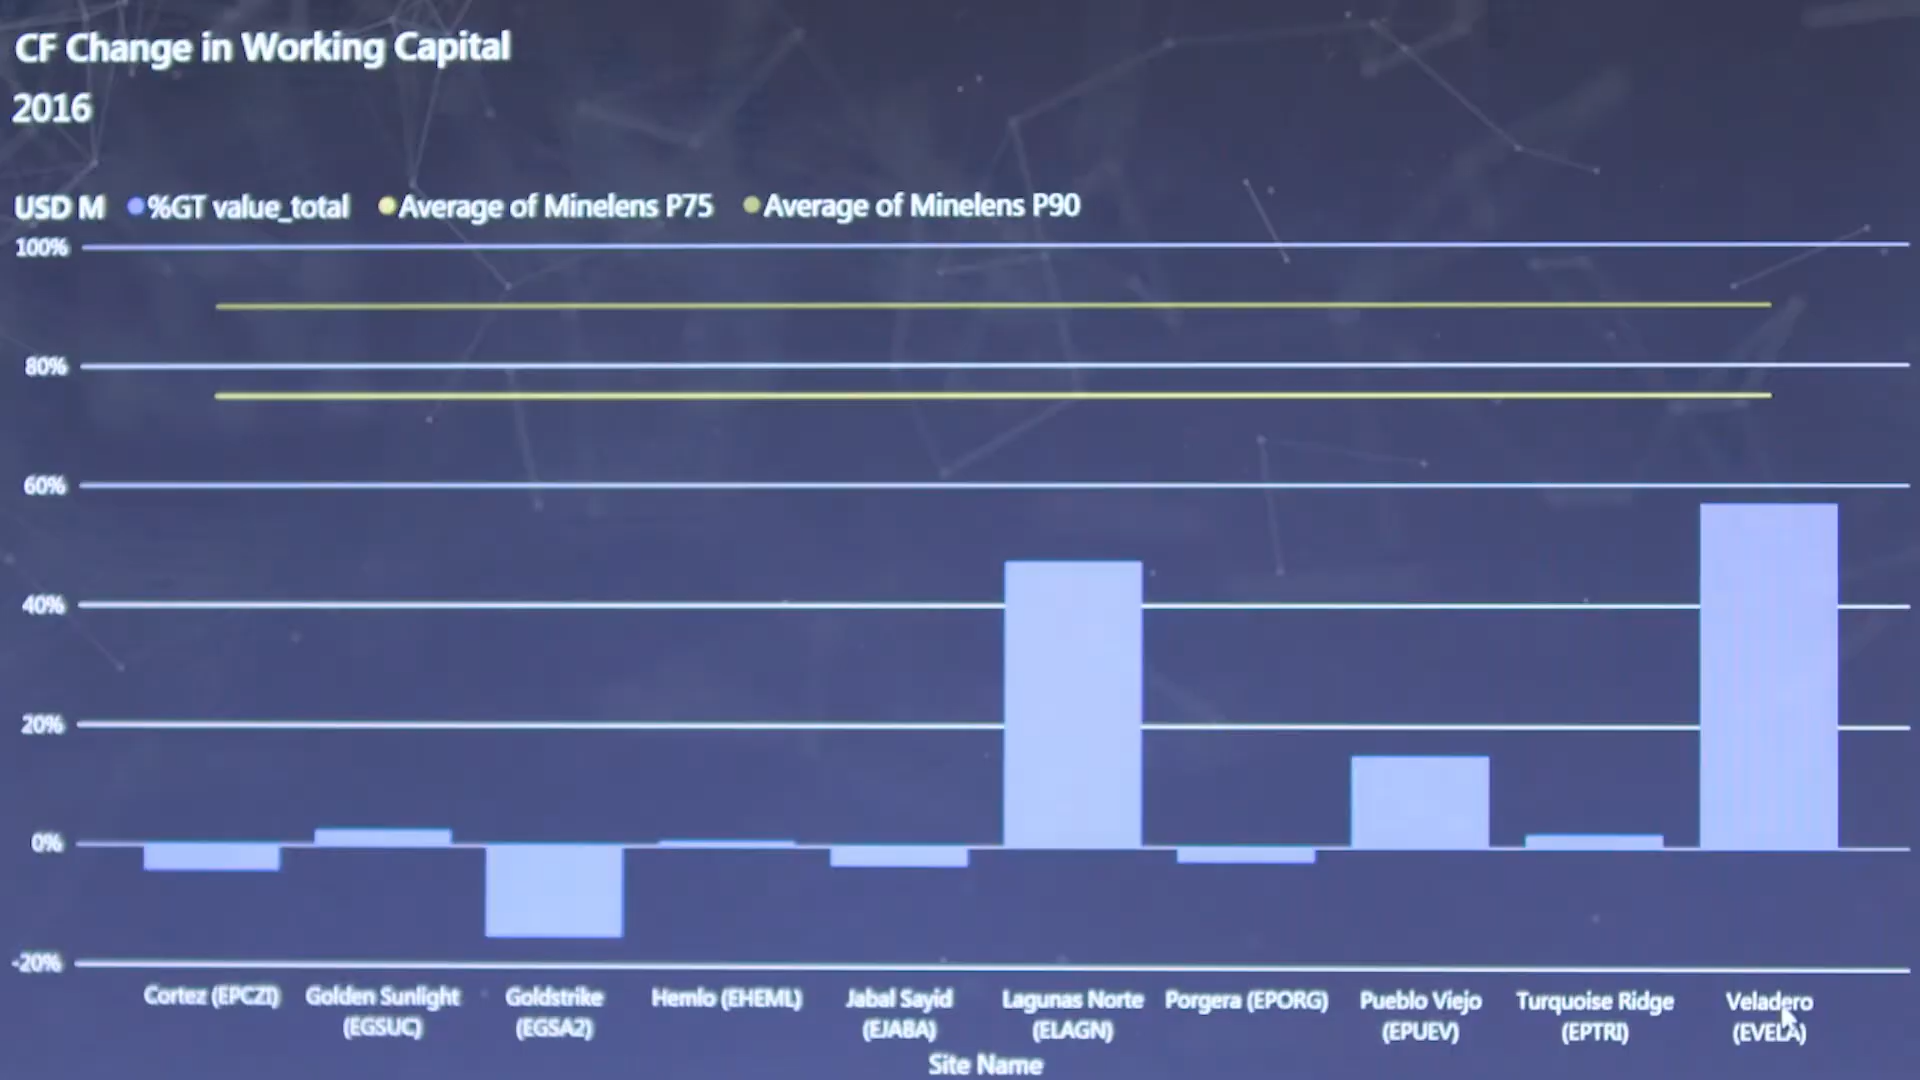 CF Change in Working Capital
2016
USD M %GT value_total Average of Minelens P75 Average of Minelens P90
100%
80%
60%
40%
20%
0%
-20%
Cortez (EPCZI) Golden Sunlight Goldstrike Hemlo (EHEML) Jabal Sayid Lagunas Norte Porgera (EPORG) Pueblo Viejo Turquoise Ridge Veladero
(EGSUC) (EGSA2) (EJABA) (ELAGN) (EPUEV) (EPTRI) (EVELA)
Site Name